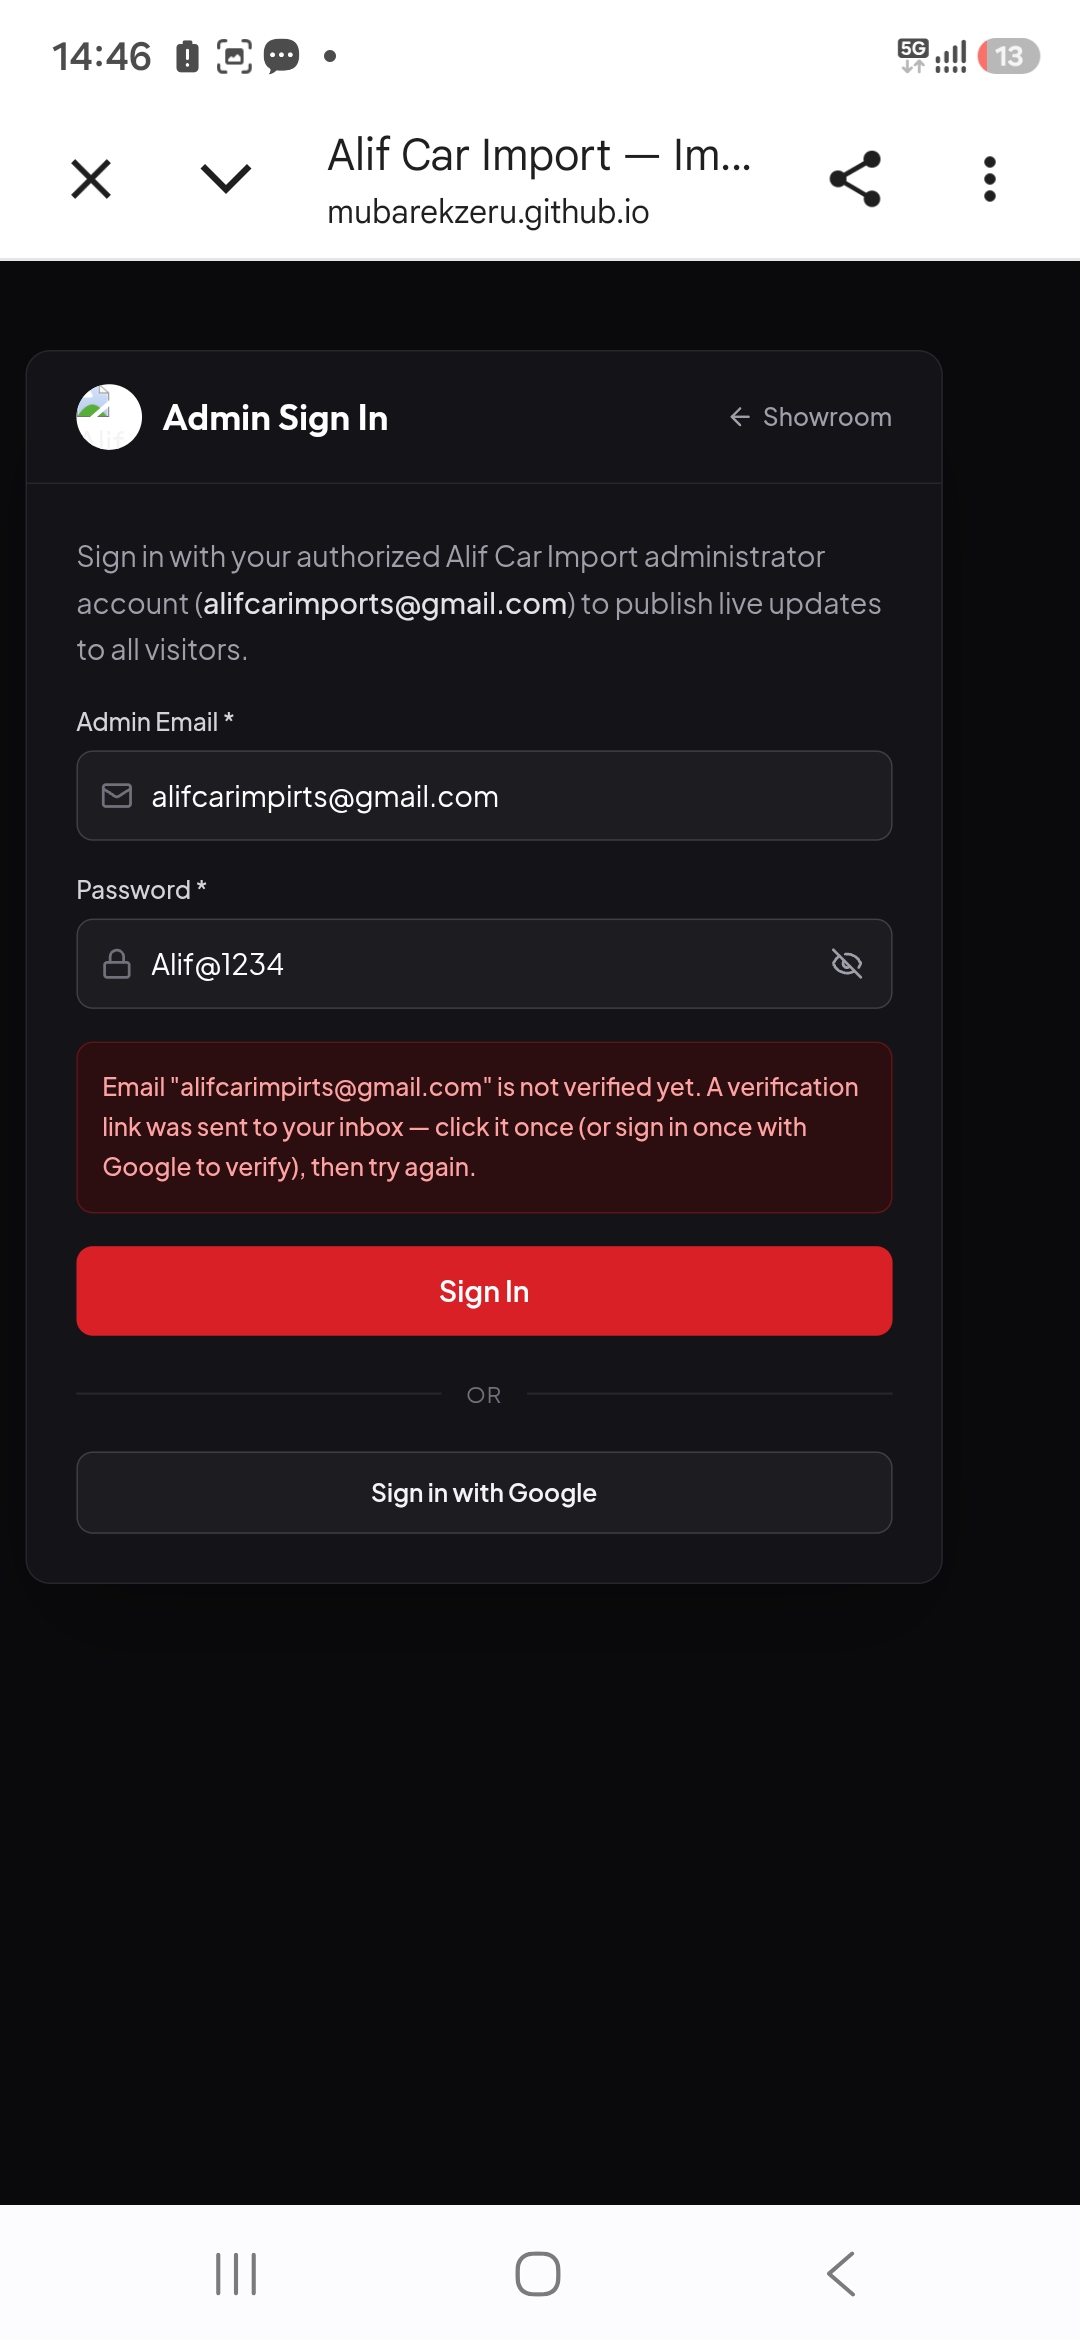 14:46
5G
13
Alif Car Import — Im...
mubarekzeru.github.io
Alif
Admin Sign In
← Showroom
Sign in with your authorized Alif Car Import administrator
account (alifcarimports@gmail.com) to publish live updates
to all visitors.
Admin Email *
alifcarimpirts@gmail.com
Password *
Alif@1234
Email "alifcarimpirts@gmail.com" is not verified yet. A verification
link was sent to your inbox — click it once (or sign in once with
Google to verify), then try again.
Sign In
OR
Sign in with Google